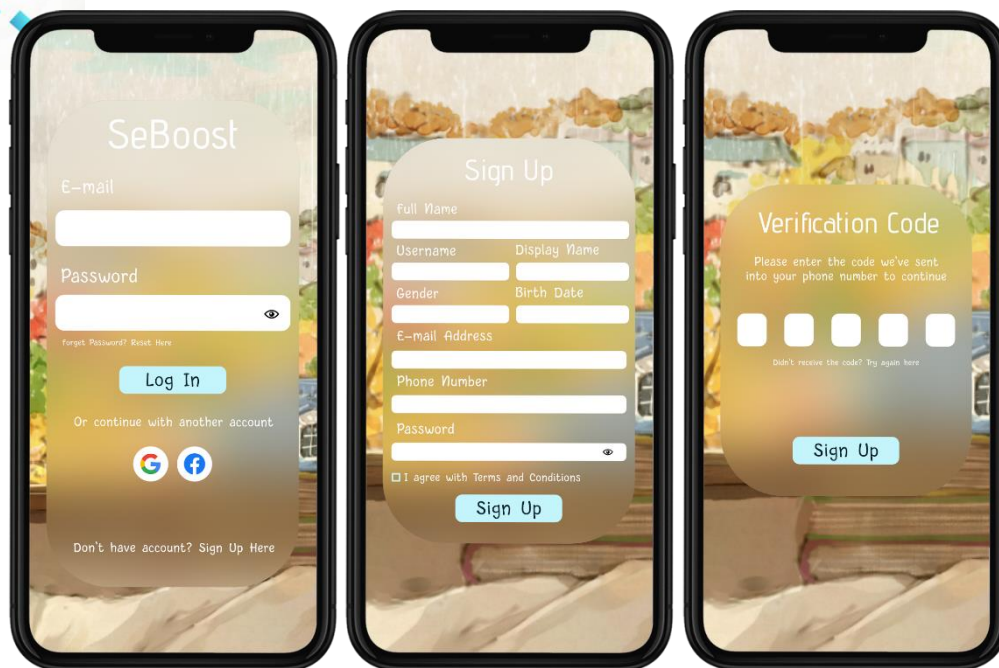 SeBoost
E-mail
Password
Forget Password? Reset Here
Log In
Or continue with another account
Don't have account? Sign Up Here
Sign Up
Full Name
Username Display Name
Gender Birth Date
E-mail Address
Phone Number
Password
I agree with Terms and Conditions
Sign Up
Verification Code
Please enter the code we've sent
into your phone number to continue
Didn't receive the code? Try again here
Sign Up